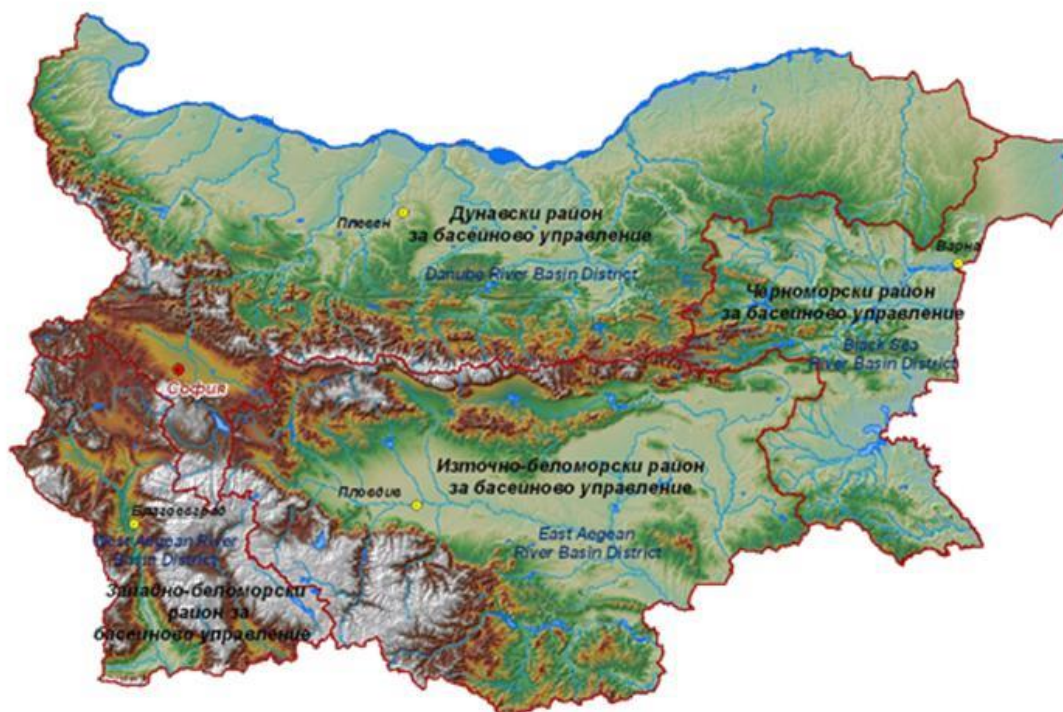 Плевен
Дунавски район
за басейново управление
Danube River Basin District
Варна
Черноморски район
за басейново управление
Black Sea
River Basin District
София
Източно-беломорски район
за басейново управление
Пловдив
East Aegean
River Basin District
Благоевград
West Aegean River
Basin District
Западно-беломорски
район за
басейново управление